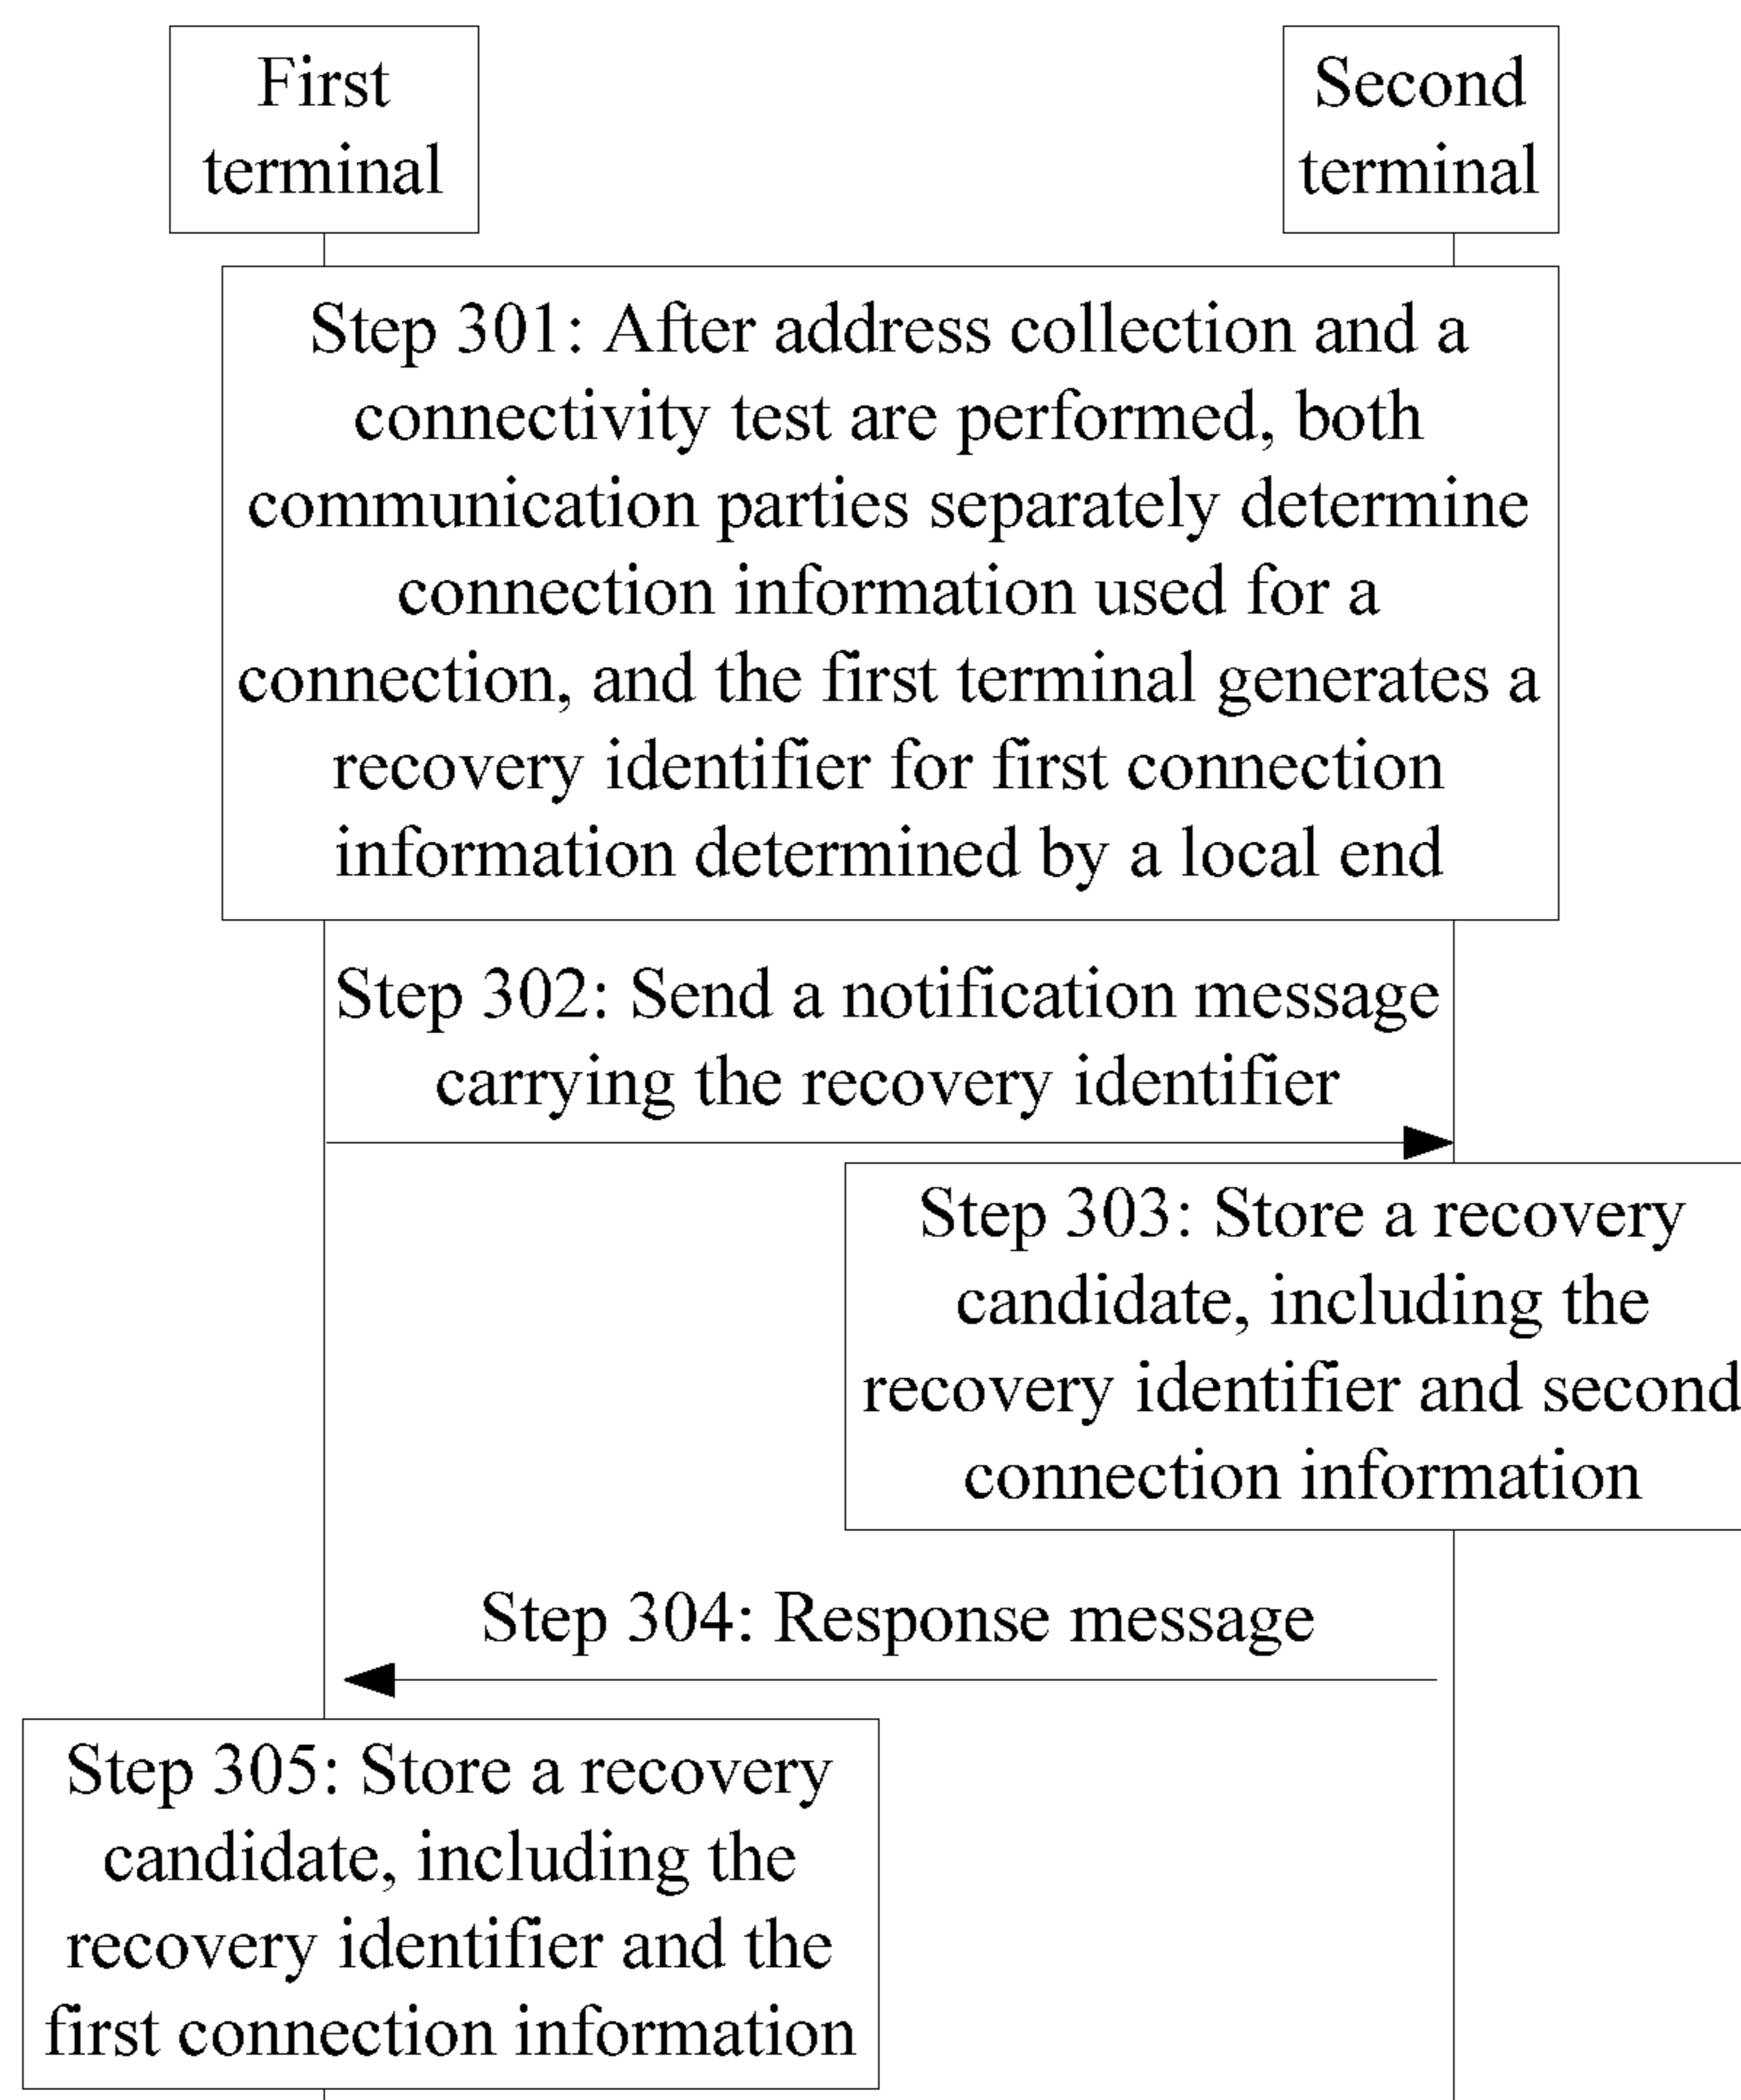 First
terminal
Second
terminal
Step 301: After address collection and a
connectivity test are performed, both
communication parties separately determine
connection information used for a
connection, and the first terminal generates a
recovery identifier for first connection
information determined by a local end
Step 302: Send a notification message
carrying the recovery identifier
Step 303: Store a recovery
candidate, including the
recovery identifier and second
connection information
Step 304: Response message
Step 305: Store a recovery
candidate, including the
recovery identifier and the
first connection information